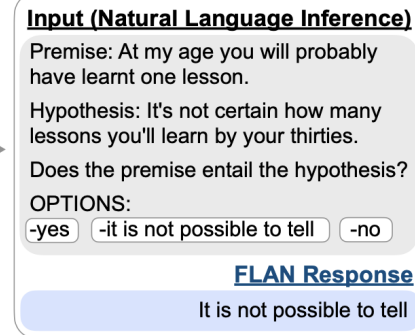 Input (Natural Language Inference)
Premise: At my age you will probably
have learnt one lesson.
Hypothesis: It's not certain how many
lessons you'll learn by your thirties.
Does the premise entail the hypothesis?
OPTIONS:
-yes -it is not possible to tell -no
FLAN Response
It is not possible to tell